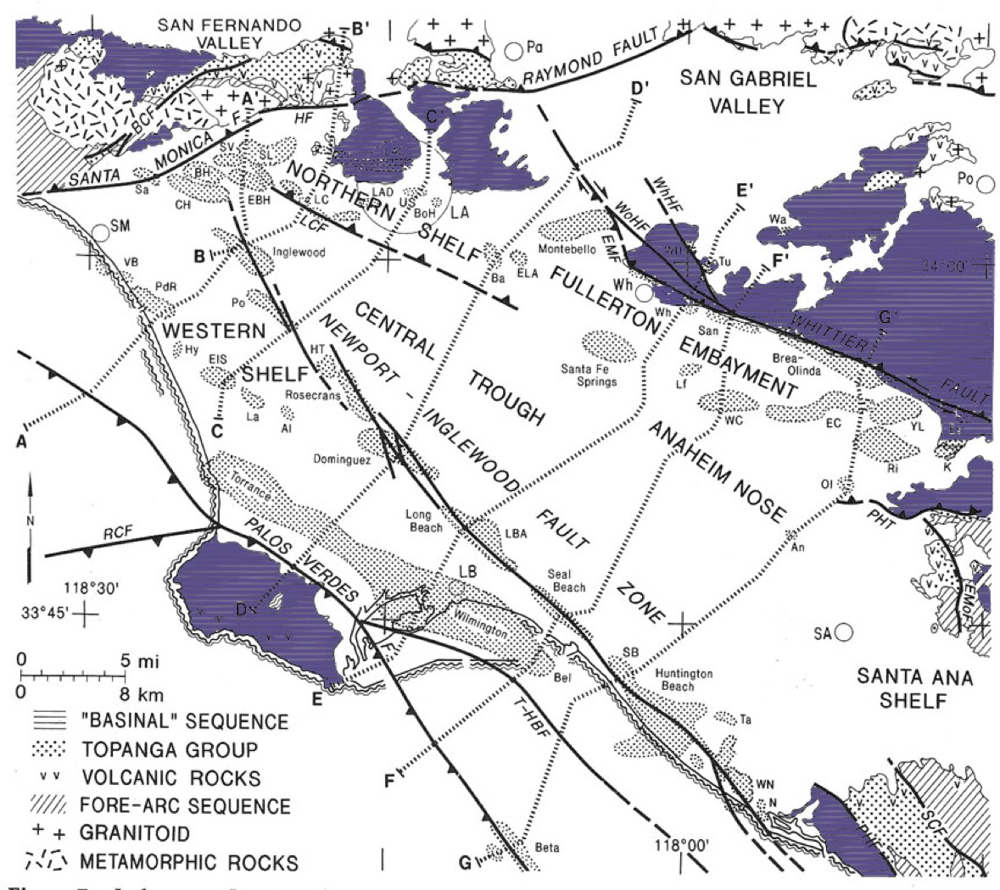 SAN FERNANDO
VALLEY
B'
Pa
RAYMOND FAULT
D'
SAN GABRIEL
VALLEY
BCF
A'
F
HF
C'
SANTA MONICA
Sv
SL
BH
Sa
CH
EBH
LC
LCF
NORTHERN
SHELF
LAD
US
BoH
LA
Po
WhHF
WoHF
E'
Wa
SM
B
Inglewood
VB
PdR
Po
Montebello
EMF
Ba
ELA
Tu
F'
34°00'
Wh
Wh
San
G'
WHITTIER
FAULT
FULLERTON
EMBAYMENT
WESTERN
SHELF
CENTRAL
TROUGH
NEWPORT -
INGLEWOOD
FAULT
ZONE
Hy
EIS
HT
Rosecrans
La
Al
Santa Fe
Springs
Lf
Brea-
Olinda
WC
EC
YL
A
C
Dominguez
ANAHEIM NOSE
Ri
K
Ol
PHT
An
Torrance
N
RCF
PALOS VERDES
F
Long
Beach
LBA
118°30'
33°45'
D
LB
Seal
Beach
Wilmington
SA
EMoF
SB
Huntington
Beach
Bel
E
T-HBF
Ta
SANTA ANA
SHELF
0 5 mi
0 8 km
"BASINAL" SEQUENCE
TOPANGA GROUP
VOLCANIC ROCKS
FORE-ARC SEQUENCE
GRANITOID
METAMORPHIC ROCKS
F
WN
N
PHF
SCF
G
Beta
118°00'